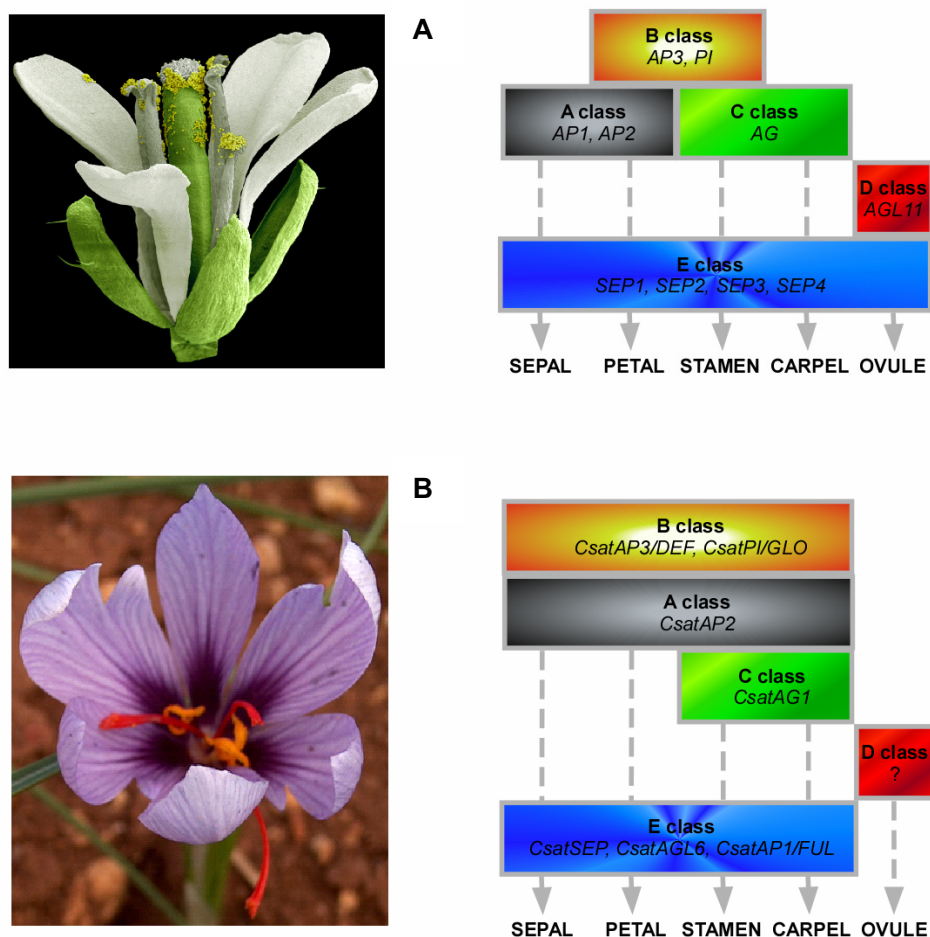 A
B class
AP3, PI
A class
AP1, AP2
C class
AG
D class
AGL11
E class
SEP1, SEP2, SEP3, SEP4
SEPAL PETAL STAMEN CARPEL OVULE
B
B class
CsatAP3/DEF, CsatPI/GLO
A class
CsatAP2
C class
CsatAG1
D class
?
E class
CsatSEP, CsatAGL6, CsatAP1/FUL
SEPAL PETAL STAMEN CARPEL OVULE